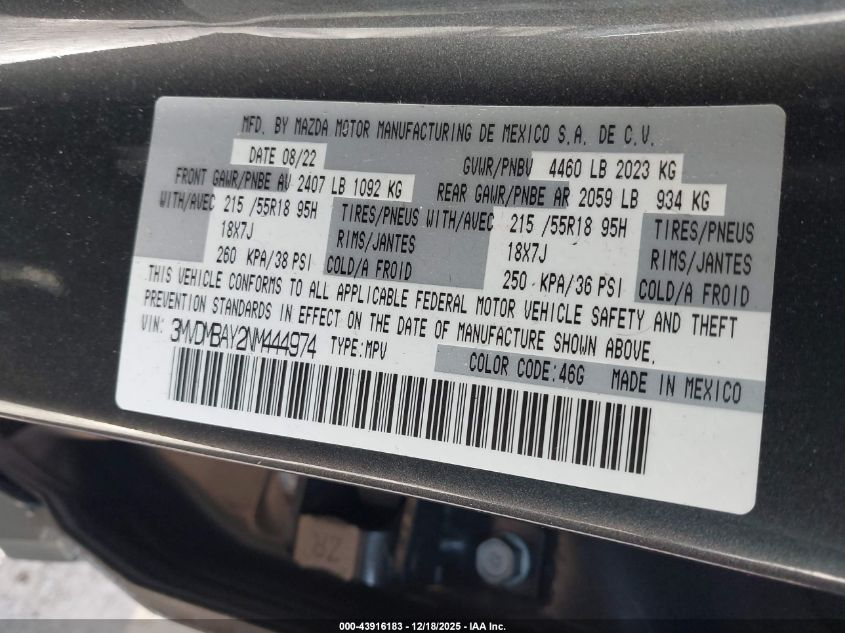 MFD. BY MAZDA MOTOR MANUFACTURING DE MEXICO S.A. DE C.V.
DATE 08/22 GVWR/PNBV 4460 LB 2023 KG
FRONT GAWR/PNBE AV 2407 LB 1092 KG REAR GAWR/PNBE AR 2059 LB 934 KG
WITH/AVEC 215 /55R18 95H TIRES/PNEUS WITH/AVEC 215 /55R18 95H TIRES/PNEUS
18X7J RIMS/JANTES 18X7J RIMS/JANTES
260 KPA/38 PSI COLD/A FROID 250 KPA/36 PSI COLD/A FROID
THIS VEHICLE CONFORMS TO ALL APPLICABLE FEDERAL MOTOR VEHICLE SAFETY AND THEFT
PREVENTION STANDARDS IN EFFECT ON THE DATE OF MANUFACTURE SHOWN ABOVE.
VIN: 3MVDMBAY2NM444974 TYPE:MPV
COLOR CODE:46G MADE IN MEXICO
000-43916183 - 12/18/2025 - IAA Inc.